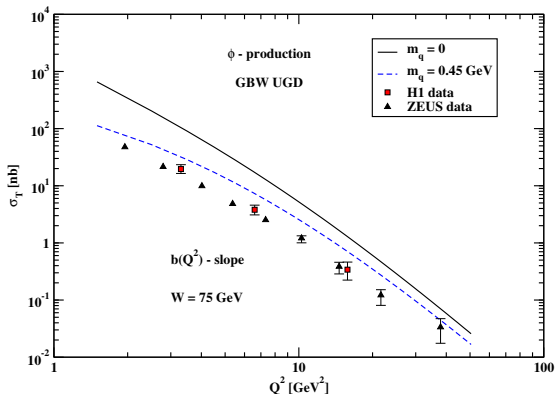 10^5
10^4
10^3
10^2
10^1
10^0
10^-1
10^-2
σ_T [nb]
ϕ - production
GBW UGD
m_q = 0
m_q = 0.45 GeV
H1 data
ZEUS data
b(Q^2) - slope
W = 75 GeV
1 10 100
Q^2 [GeV^2]